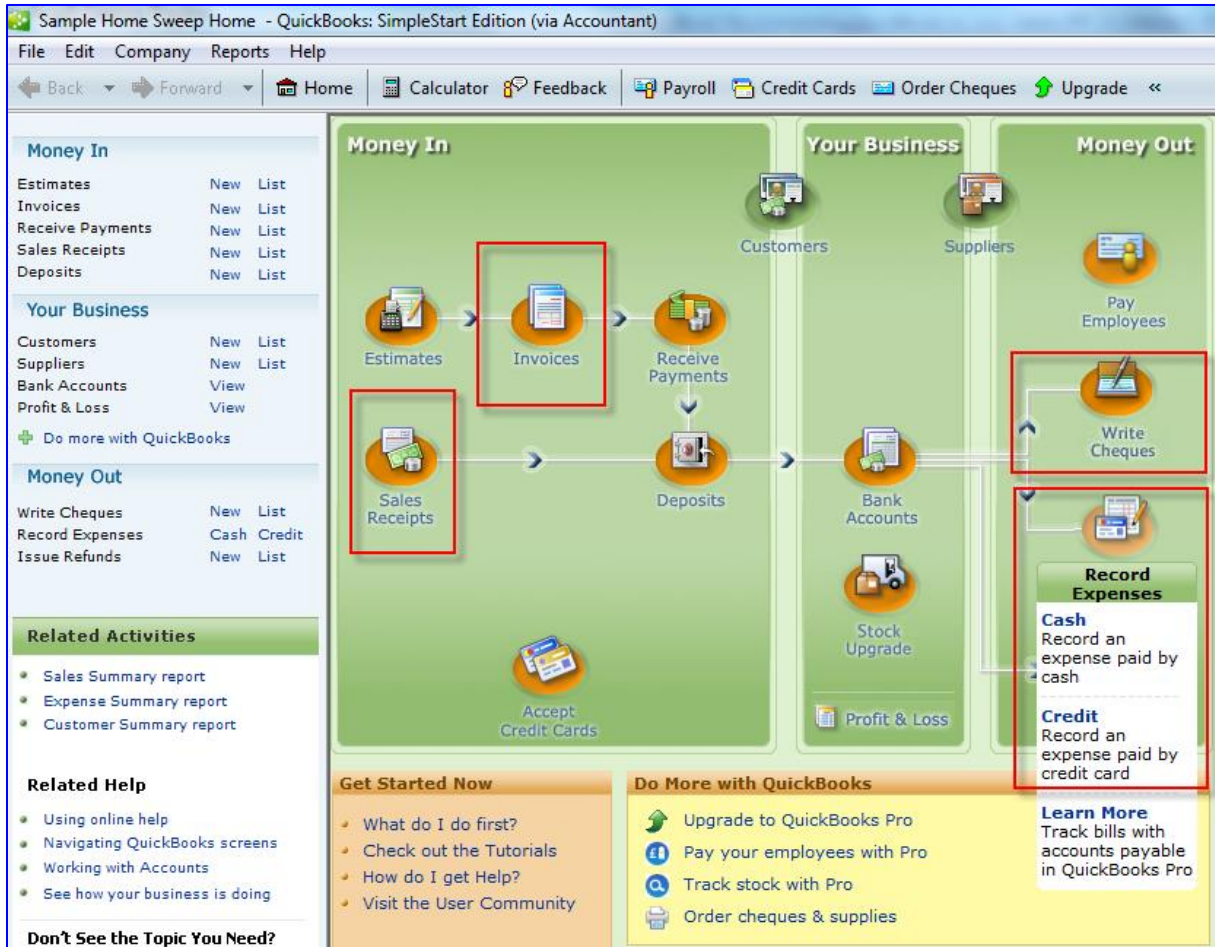 Sample Home Sweep Home - QuickBooks: SimpleStart Edition (via Accountant)
File Edit Company Reports Help
Back Forward Home Calculator Feedback Payroll Credit Cards Order Cheques Upgrade «
Money In
Estimates New List
Invoices New List
Receive Payments New List
Sales Receipts New List
Deposits New List
Your Business
Customers New List
Suppliers New List
Bank Accounts View
Profit & Loss View
Do more with QuickBooks
Money Out
Write Cheques New List
Record Expenses Cash Credit
Issue Refunds New List
Related Activities
Sales Summary report
Expense Summary report
Customer Summary report
Related Help
Using online help
Navigating QuickBooks screens
Working with Accounts
See how your business is doing
Don't See the Topic You Need?
Money In
Estimates
Invoices
Receive
Payments
Sales
Receipts
Deposits
Accept
Credit Cards
Your Business
Customers
Suppliers
Bank
Accounts
Stock
Upgrade
Profit & Loss
Money Out
Pay
Employees
Write
Cheques
Record
Expenses
Cash
Record an
expense paid by
cash
Credit
Record an
expense paid by
credit card
Learn More
Track bills with
accounts payable
in QuickBooks Pro
Get Started Now
What do I do first?
Check out the Tutorials
How do I get Help?
Visit the User Community
Do More with QuickBooks
Upgrade to QuickBooks Pro
Pay your employees with Pro
Track stock with Pro
Order cheques & supplies